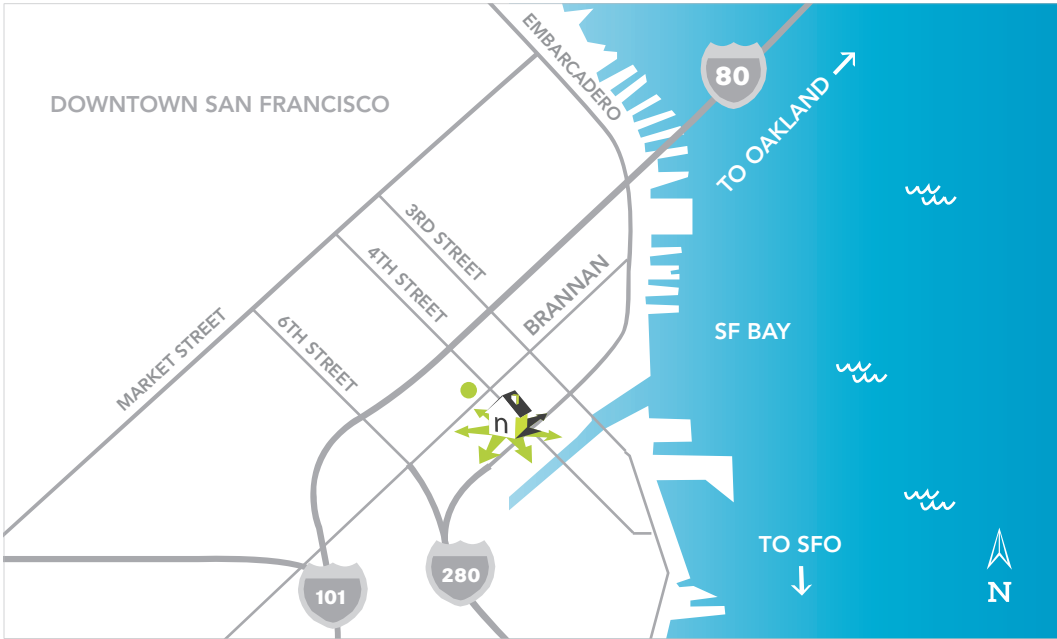 EMBARCADERO
80
DOWNTOWN SAN FRANCISCO
TO OAKLAND
3RD STREET
4TH STREET
BRANNAN
MARKET STREET
6TH STREET
SF BAY
n
TO SFO
280
101
N